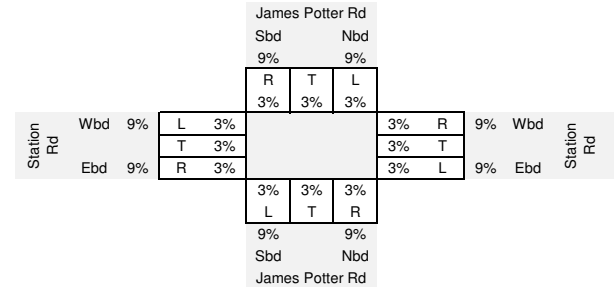 James Potter Rd
Sbd Nbd
9% 9%
R T L
3% 3% 3%
Station Rd Wbd 9% L 3% 3% R 9% Wbd Station Rd
T 3% 3% T
Ebd 9% R 3% 3% L 9% Ebd
3% 3% 3%
L T R
9% 9%
Sbd Nbd
James Potter Rd